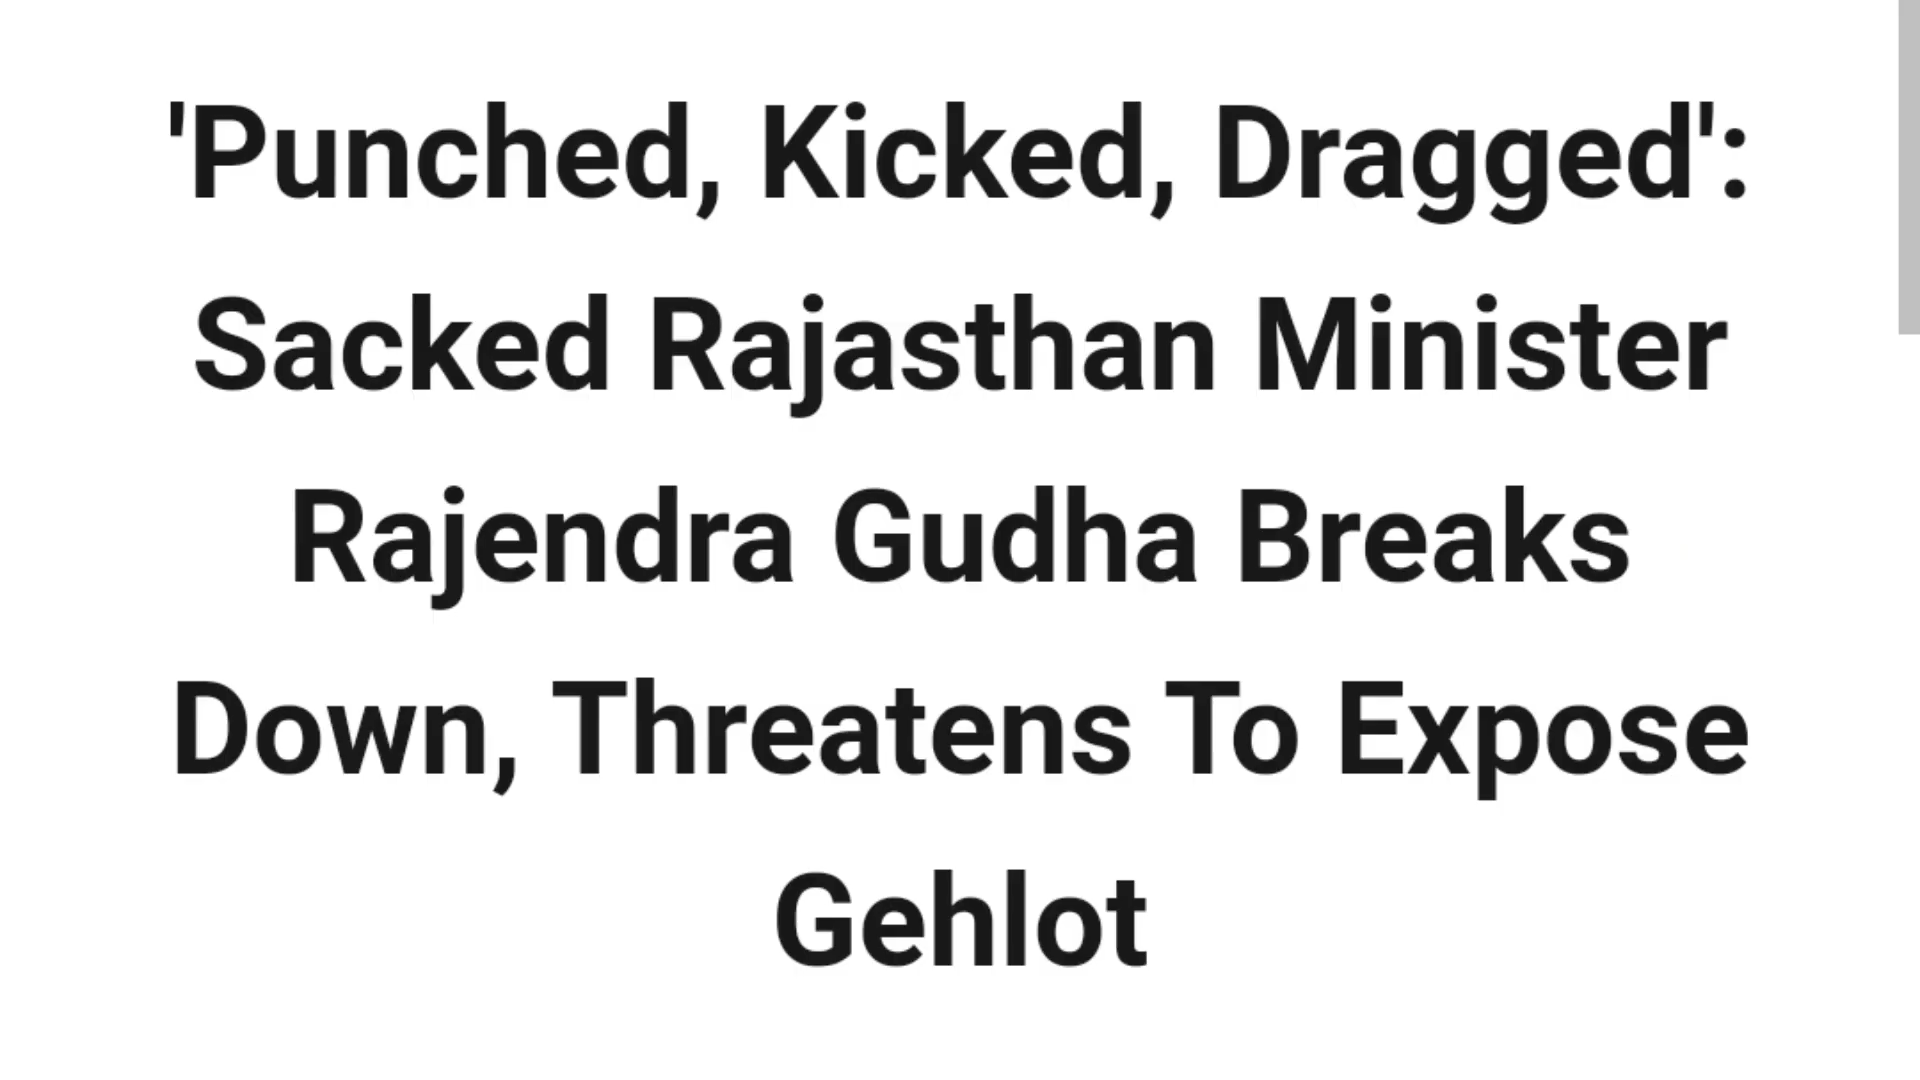 'Punched, Kicked, Dragged':
Sacked Rajasthan Minister
Rajendra Gudha Breaks
Down, Threatens To Expose
Gehlot